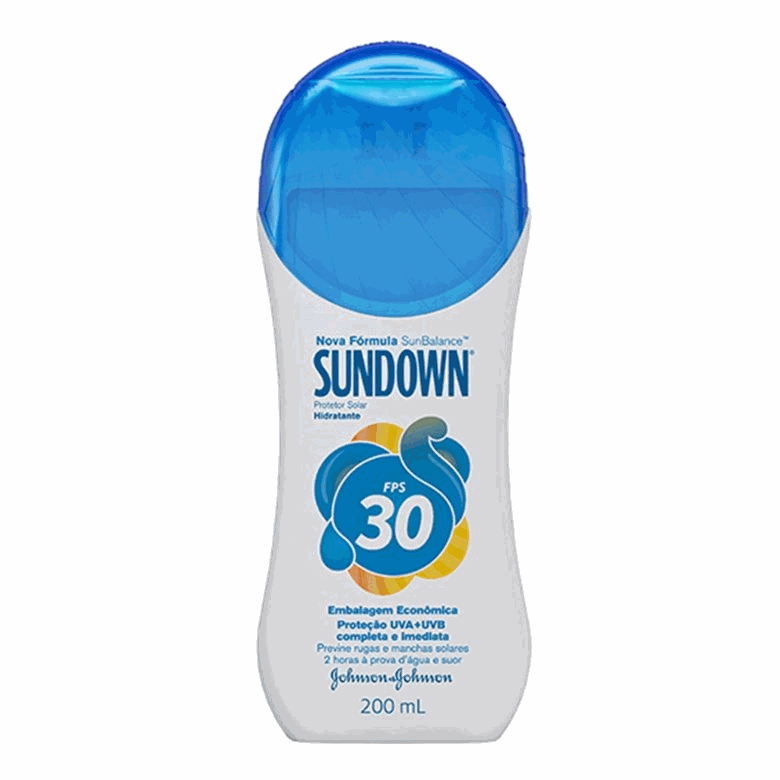 Nova Fórmula SunBalance™
SUNDOWN®
Protetor Solar
Hidratante
FPS
30
Embalagem Econômica
Proteção UVA+UVB
completa e imediata
Previne rugas e manchas solares
2 horas à prova d'água e suor
Johnson & Johnson
200 mL